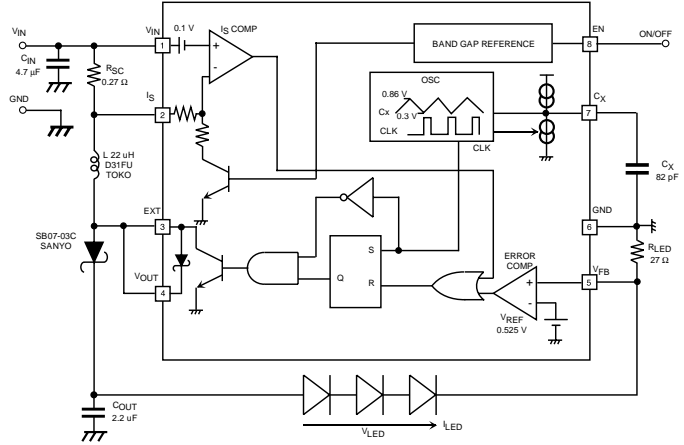 VIN
CIN
4.7 µF
RSC
0.27 Ω
GND
L 22 uH
D31FU
TOKO
SB07-03C
SANYO
COUT
2.2 uF
VIN
1
0.1 V
IS COMP
+
-
IS
2
EXT
3
VOUT
4
BAND GAP REFERENCE
OSC
0.86 V
Cx
0.3 V
CLK
CLK
S
Q
R
ERROR
COMP
+
-
VREF
0.525 V
EN
8
ON/OFF
CX
7
CX
82 pF
GND
6
RLED
27 Ω
VFB
5
VLED
ILED